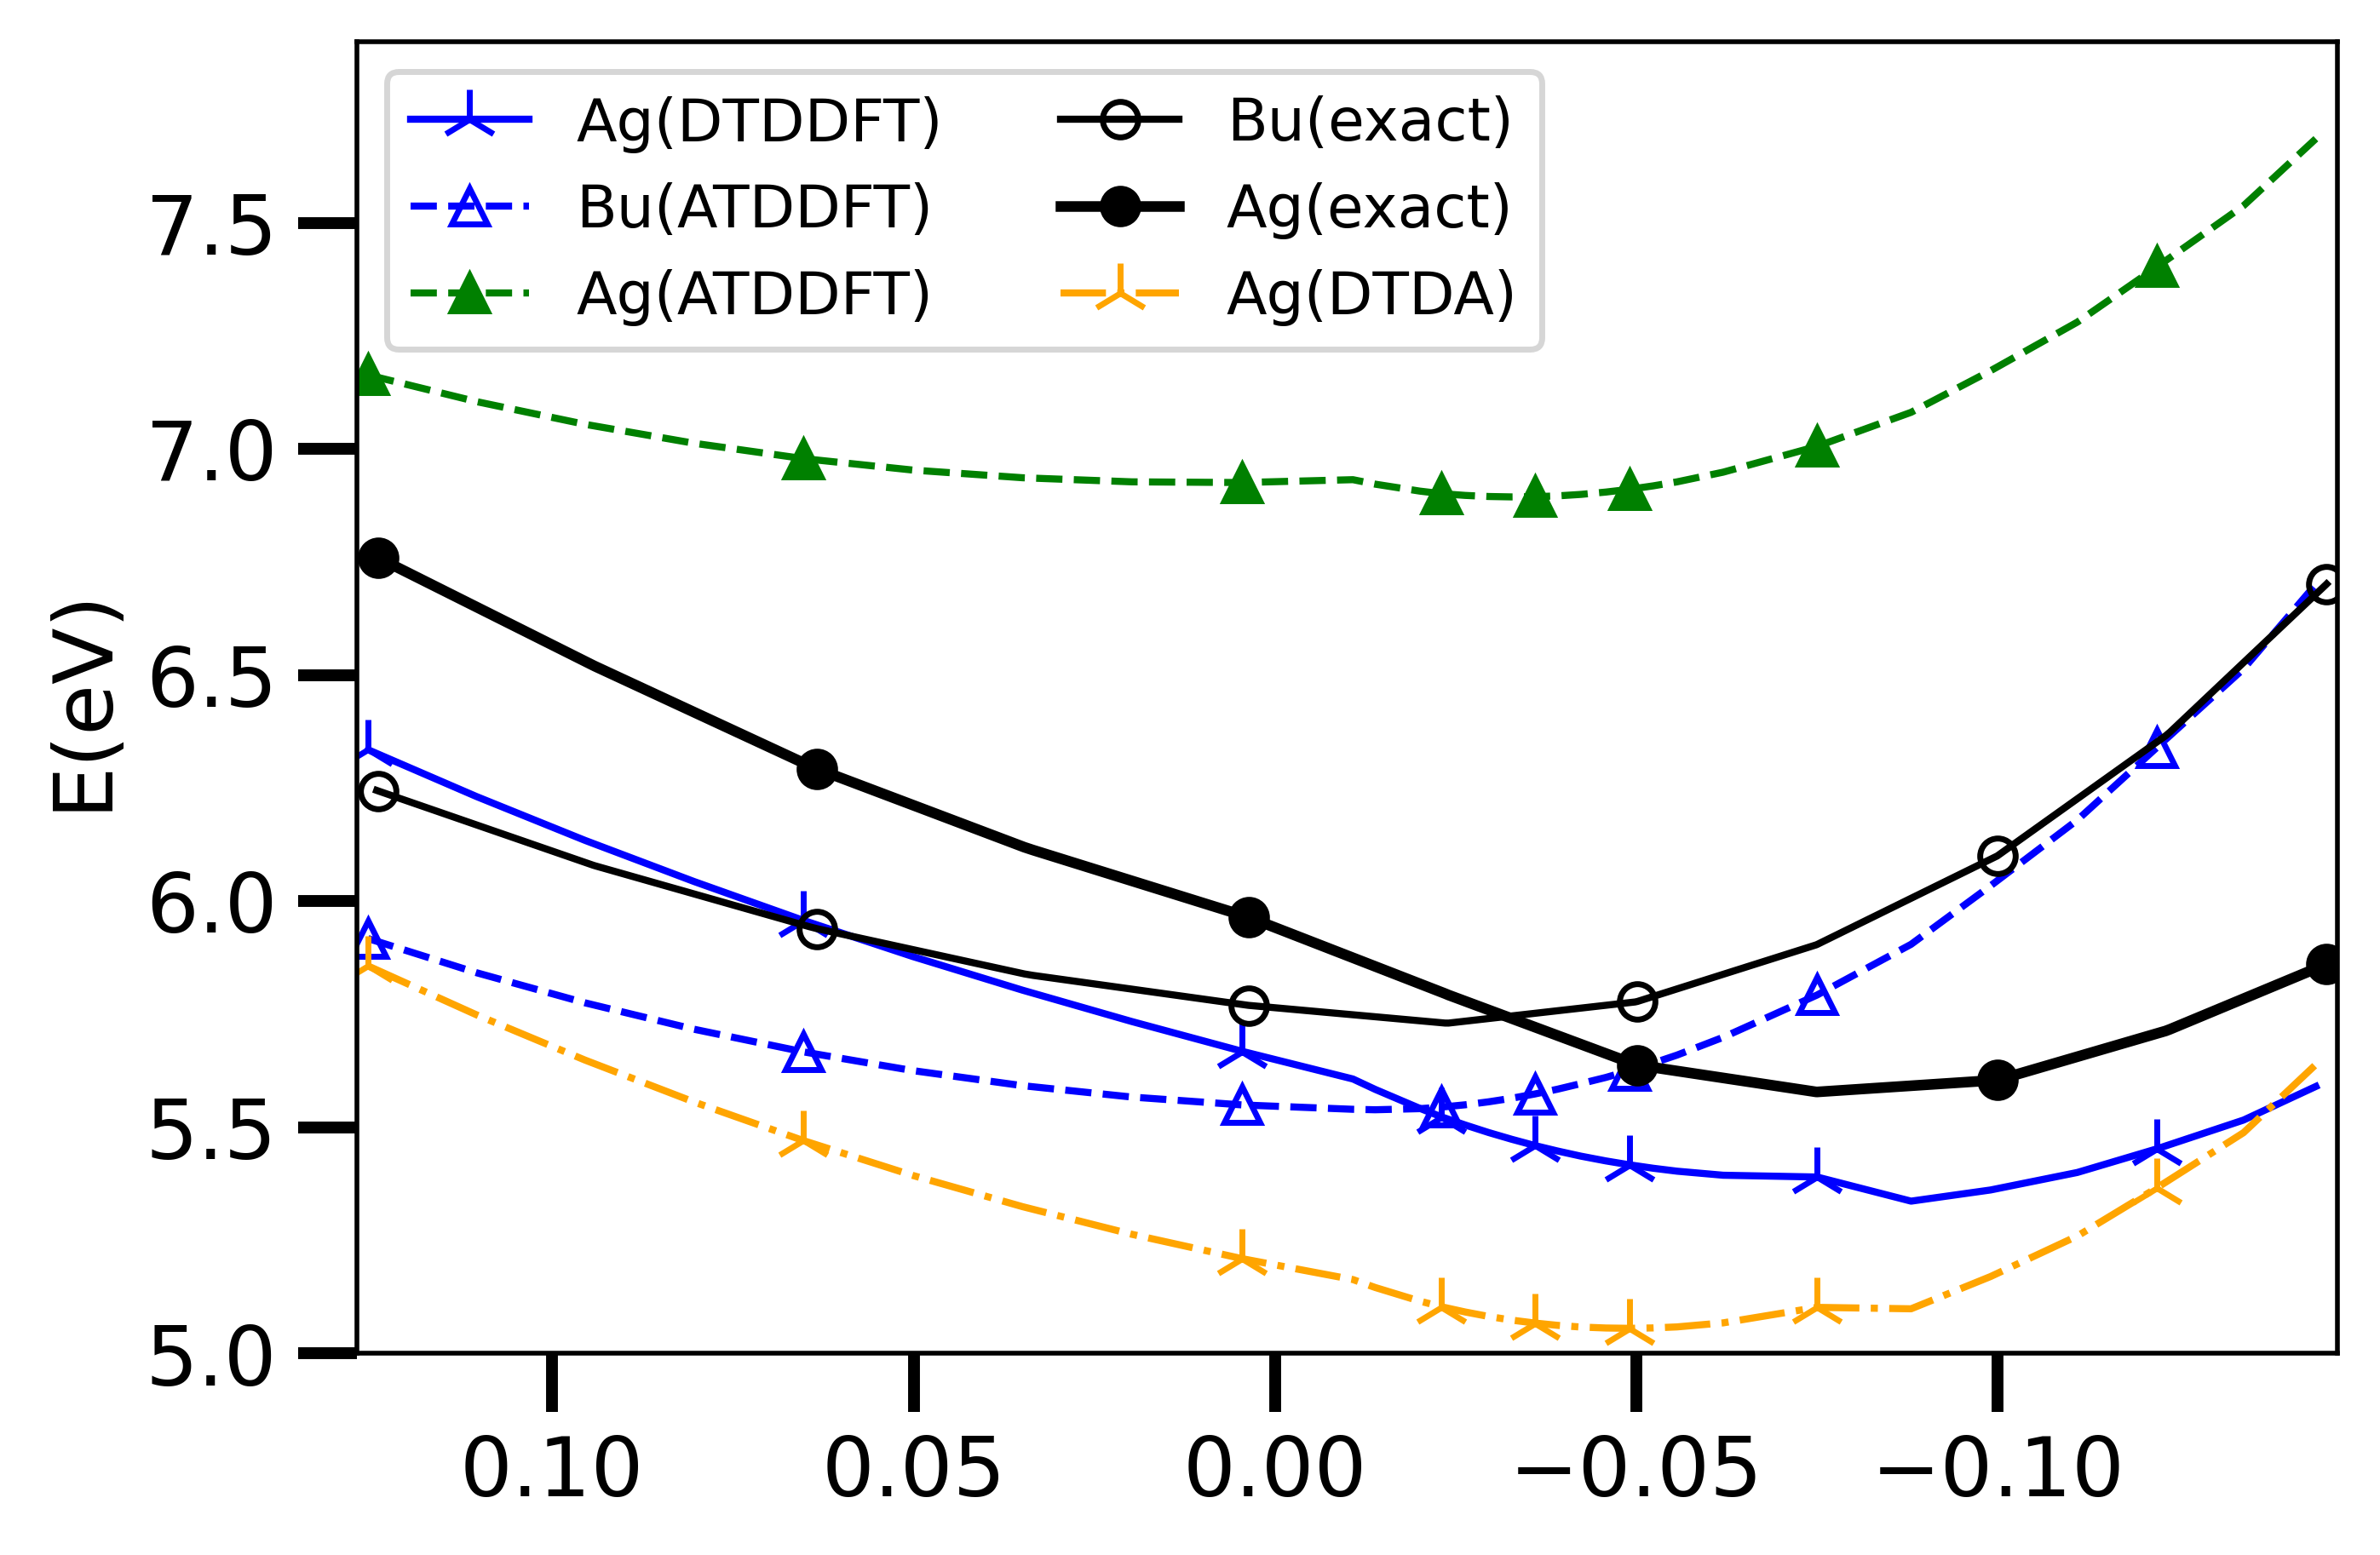 Ag(DTDDFT)
Bu(ATDDFT)
Ag(ATDDFT)
Bu(exact)
Ag(exact)
Ag(DTDA)
E(eV)
7.5
7.0
6.5
6.0
5.5
5.0
0.10 0.05 0.00 −0.05 −0.10